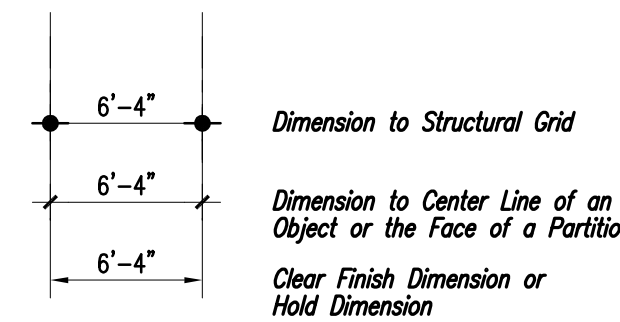 6'-4"
Dimension to Structural Grid
6'-4"
Dimension to Center Line of an
Object or the Face of a Partitio
6'-4"
Clear Finish Dimension or
Hold Dimension